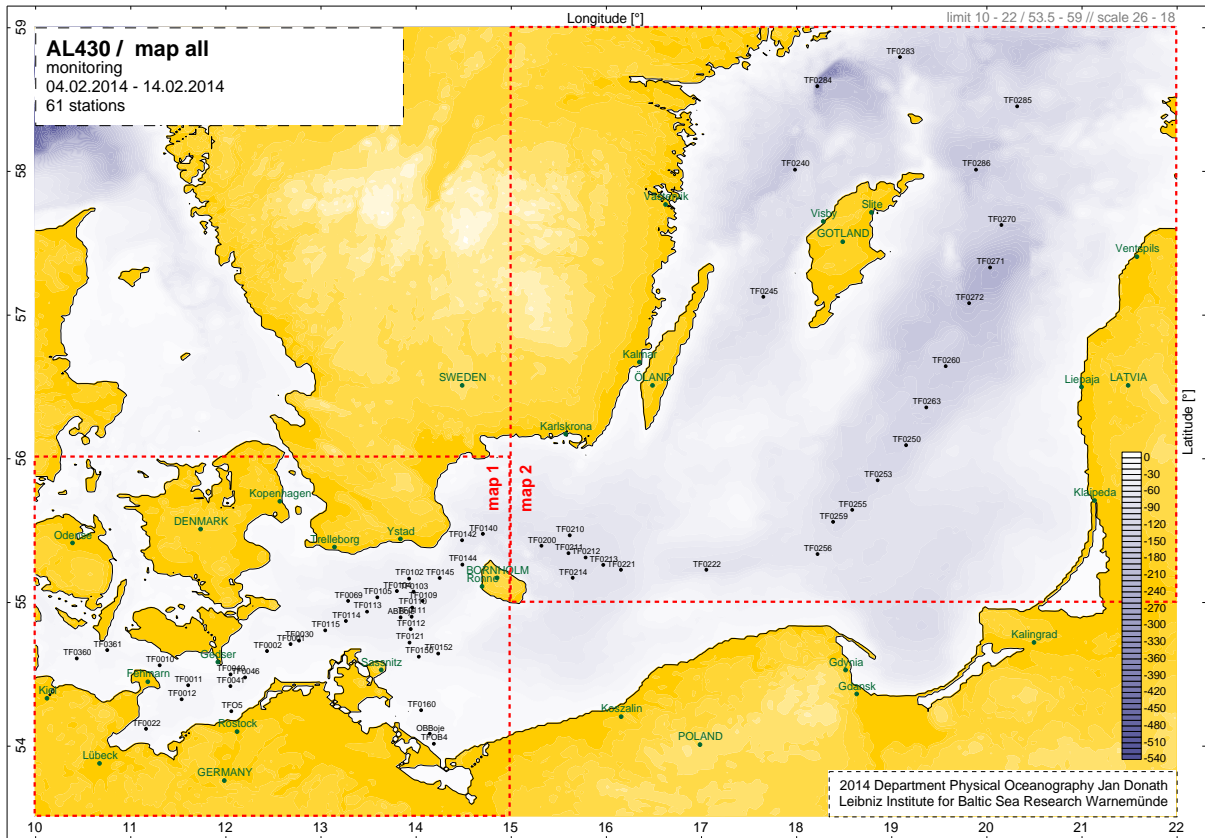 Longitude [°]
limit 10 - 22 / 53.5 - 59 // scale 26 - 18
AL430 / map all
monitoring
04.02.2014 - 14.02.2014
61 stations
59
58
57
56
55
54
TF0283
TF0284
TF0285
TF0240
TF0286
Västervik
Visby
Slite
GOTLAND
TF0270
Ventspils
TF0271
TF0245
TF0272
Kalmar
TF0260
SWEDEN
ÖLAND
Liepaja
LATVIA
Latitude [°]
TF0263
Karlskrona
TF0250
map 1
map 2
TF0253
Kopenhagen
Klaipeda
TF0255
TF0259
DENMARK
Odense
Trelleborg
Ystad
TF0142
TF0140
TF0210
TF0200
TF0211
TF0212
TF0213
TF0256
TF0144
TF0221
TF0222
TF0214
BORNHOLM
Rønne
TF0102
TF0145
TF0103
TF0105
TF0109
TF0069
TF0113
TF0114
TF0112
TF0115
TF0030
TF0121
TF0002
TF0152
Kalingrad
TF0361
TF0360
TF0010
Gedser
Sassnitz
Gdynia
Fehmarn
TF0046
TF0041
TF0011
TF0012
Kiel
Gdansk
TFO5
TF0160
Koszalin
TF0022
Rostock
OBBoje
TFOB4
POLAND
Lübeck
GERMANY
0
-30
-60
-90
-120
-150
-180
-210
-240
-270
-300
-330
-360
-390
-420
-450
-480
-510
-540
2014 Department Physical Oceanography Jan Donath
Leibniz Institute for Baltic Sea Research Warnemünde
10 11 12 13 14 15 16 17 18 19 20 21 22